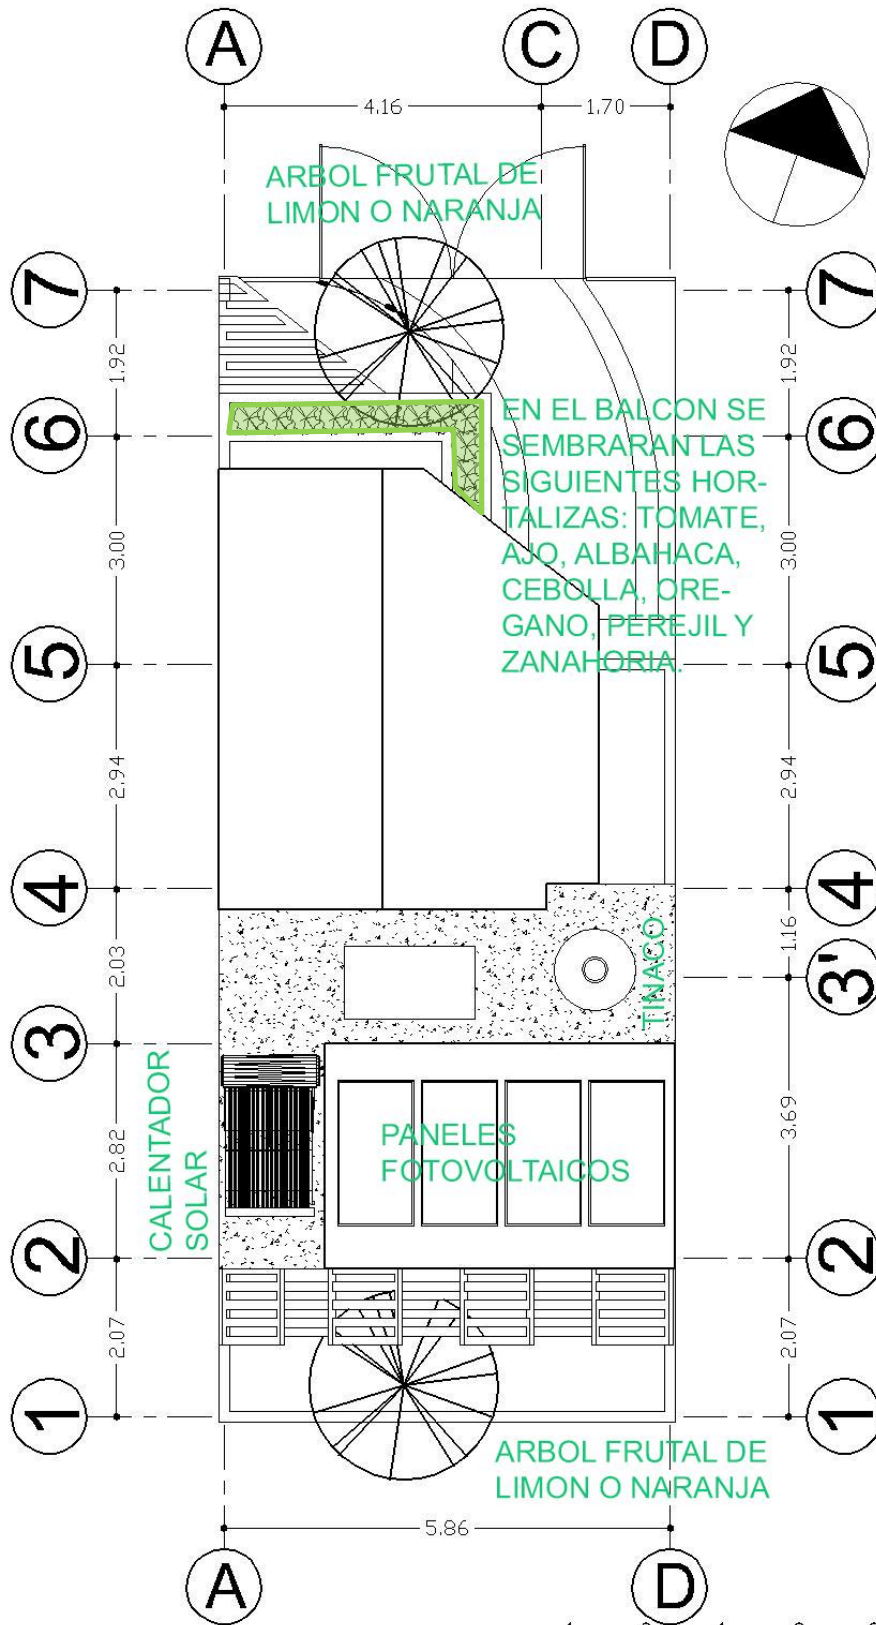 A
C
D
4.16
1.70
ARBOL FRUTAL DE
LIMON O NARANJA
7
7
1.92
1.92
6
6
EN EL BALCON SE
SEMBRARAN LAS
SIGUIENTES HOR-
TALIZAS: TOMATE,
AJO, ALBAHACA,
CEBOLLA, ORE-
GANO, PEREJIL Y
ZANAHORIA.
3.00
3.00
5
5
2.94
2.94
4
4
2.03
1.16
TINACO
3'
3
CALENTADOR
SOLAR
PANELES
FOTOVOLTAICOS
2.82
3.69
2
2
2.07
2.07
1
1
ARBOL FRUTAL DE
LIMON O NARANJA
5.86
A
D